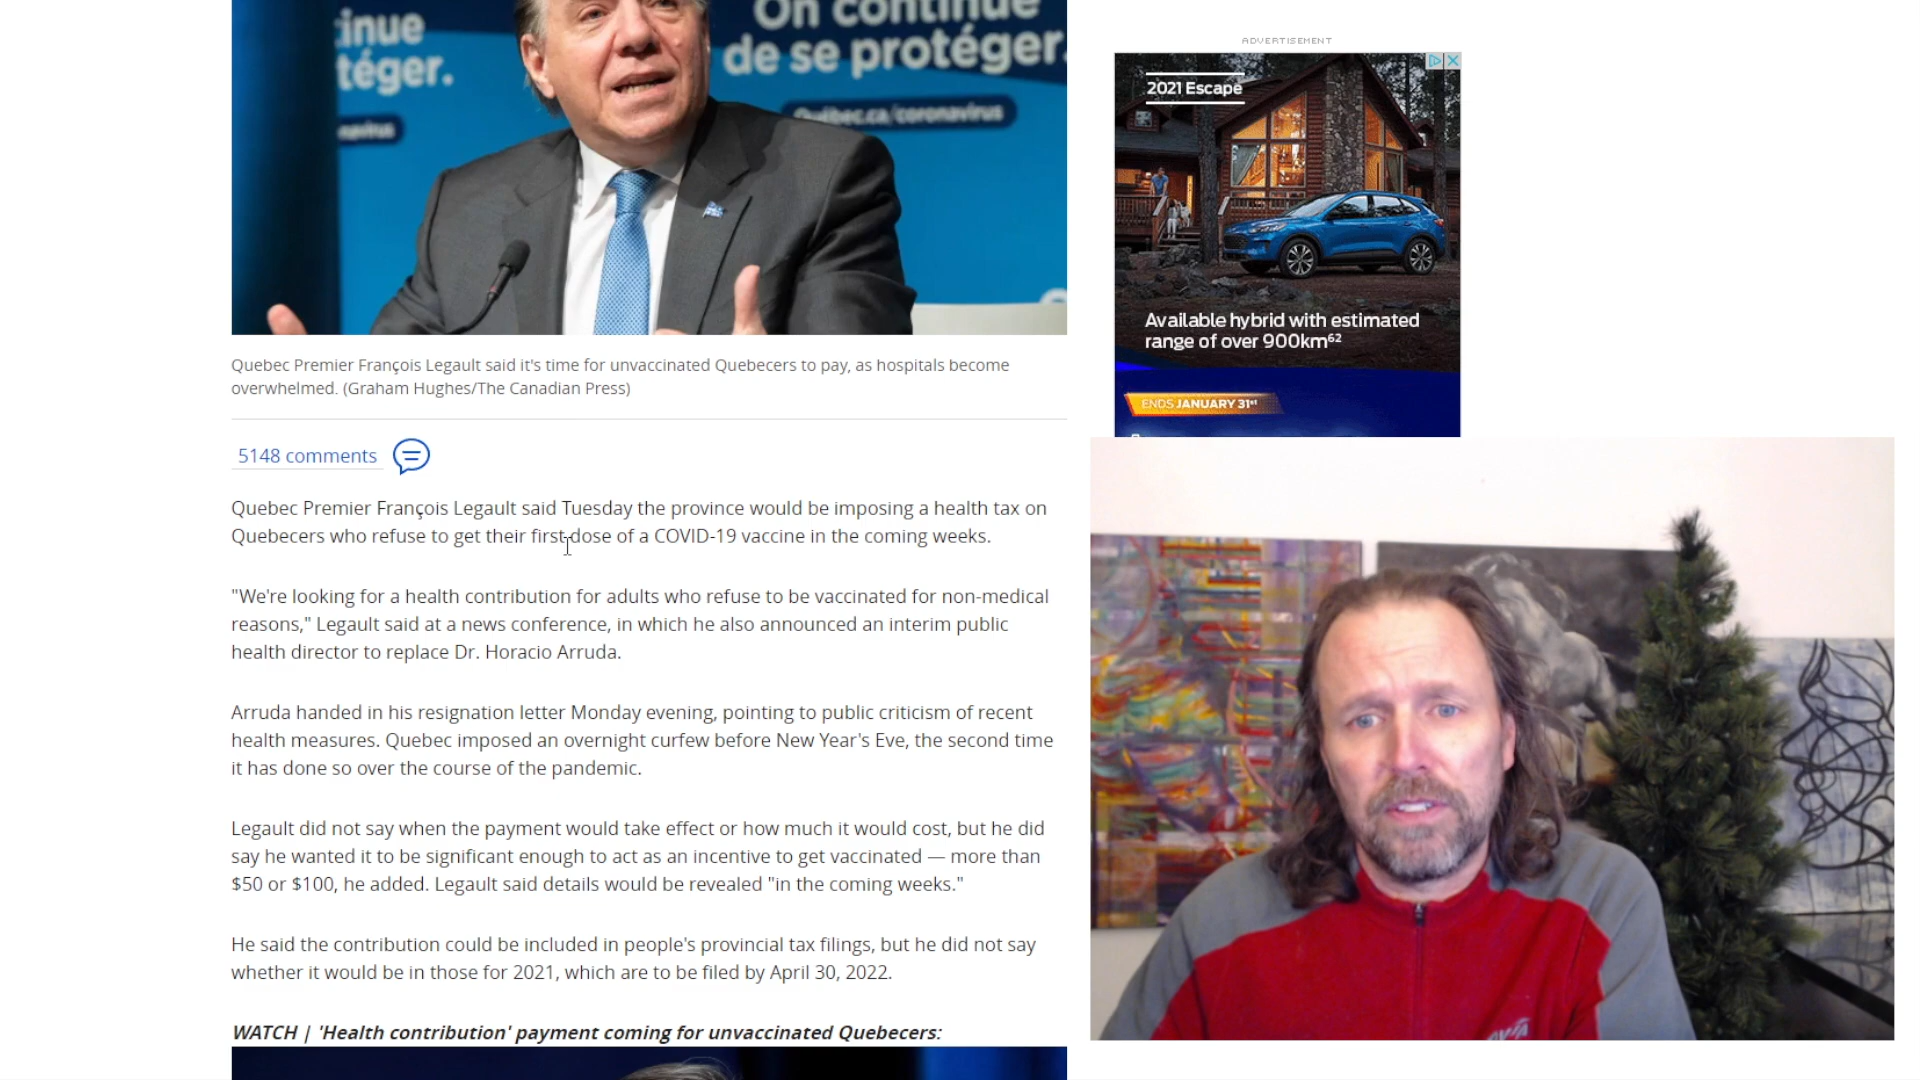 tinue
téger.
On continue
de se protéger.
Québec.ca/coronavirus
navirus
Quebec Premier François Legault said it's time for unvaccinated Quebecers to pay, as hospitals become
overwhelmed. (Graham Hughes/The Canadian Press)
5148 comments
Quebec Premier François Legault said Tuesday the province would be imposing a health tax on
Quebecers who refuse to get their first dose of a COVID-19 vaccine in the coming weeks.
"We're looking for a health contribution for adults who refuse to be vaccinated for non-medical
reasons," Legault said at a news conference, in which he also announced an interim public
health director to replace Dr. Horacio Arruda.
Arruda handed in his resignation letter Monday evening, pointing to public criticism of recent
health measures. Quebec imposed an overnight curfew before New Year's Eve, the second time
it has done so over the course of the pandemic.
Legault did not say when the payment would take effect or how much it would cost, but he did
say he wanted it to be significant enough to act as an incentive to get vaccinated — more than
$50 or $100, he added. Legault said details would be revealed "in the coming weeks."
He said the contribution could be included in people's provincial tax filings, but he did not say
whether it would be in those for 2021, which are to be filed by April 30, 2022.
WATCH | 'Health contribution' payment coming for unvaccinated Quebecers:
ADVERTISEMENT
2021 Escape
Available hybrid with estimated
range of over 900km62
ENDS JANUARY 31st